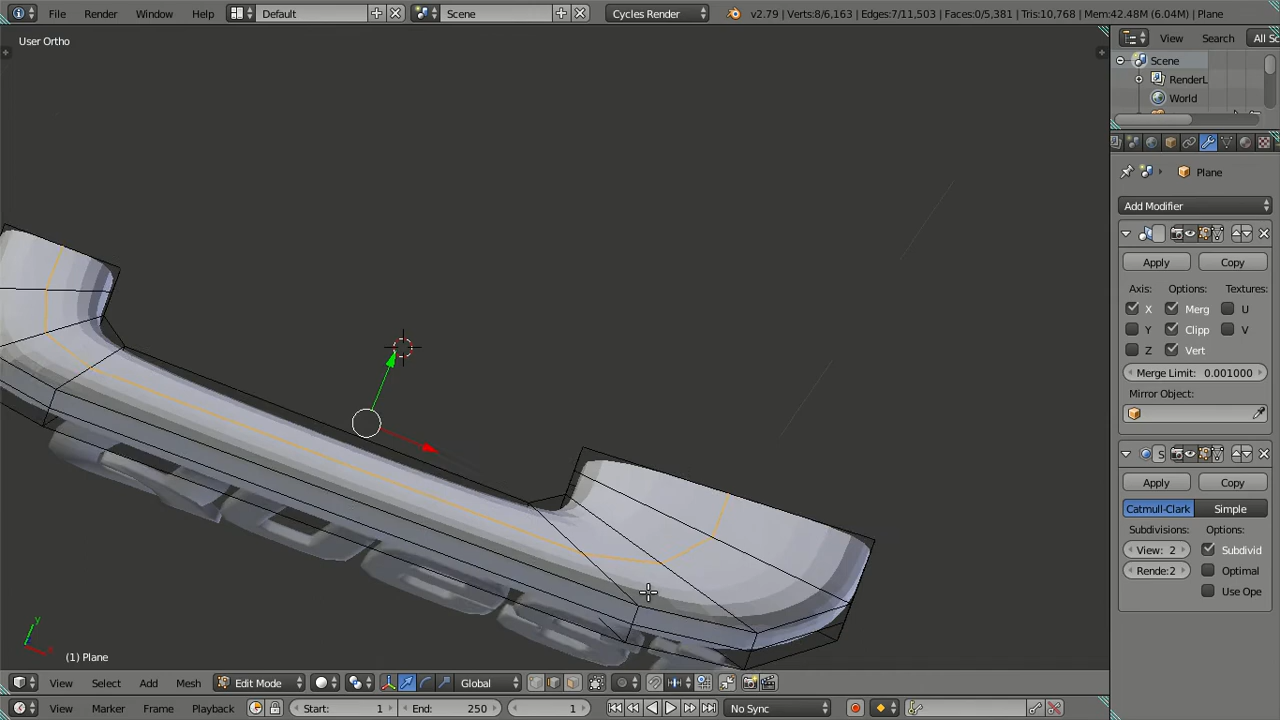 File Render Window Help Default Scene Cycles Render v2.79 | Verts:8/6,163 | Edges:7/11,503 | Faces:0/5,381 | Tris:10,768 | Mem:42.48M (6.04M) | Plane
User Ortho
View Search All Sc
Scene
RenderL
World
Plane
Add Modifier
Apply Copy
Axis: Options: Textures:
X Merg U
Y Clipp V
Z Vert
Merge Limit: 0.001000
Mirror Object:
S
Apply Copy
Catmull-Clark Simple
Subdivisions: Options:
View: 2 Subdivid
Rende:2 Optimal
Use Ope
y
x
(1) Plane
View Select Add Mesh Edit Mode Global
View Marker Frame Playback Start: 1 End: 250 1 No Sync